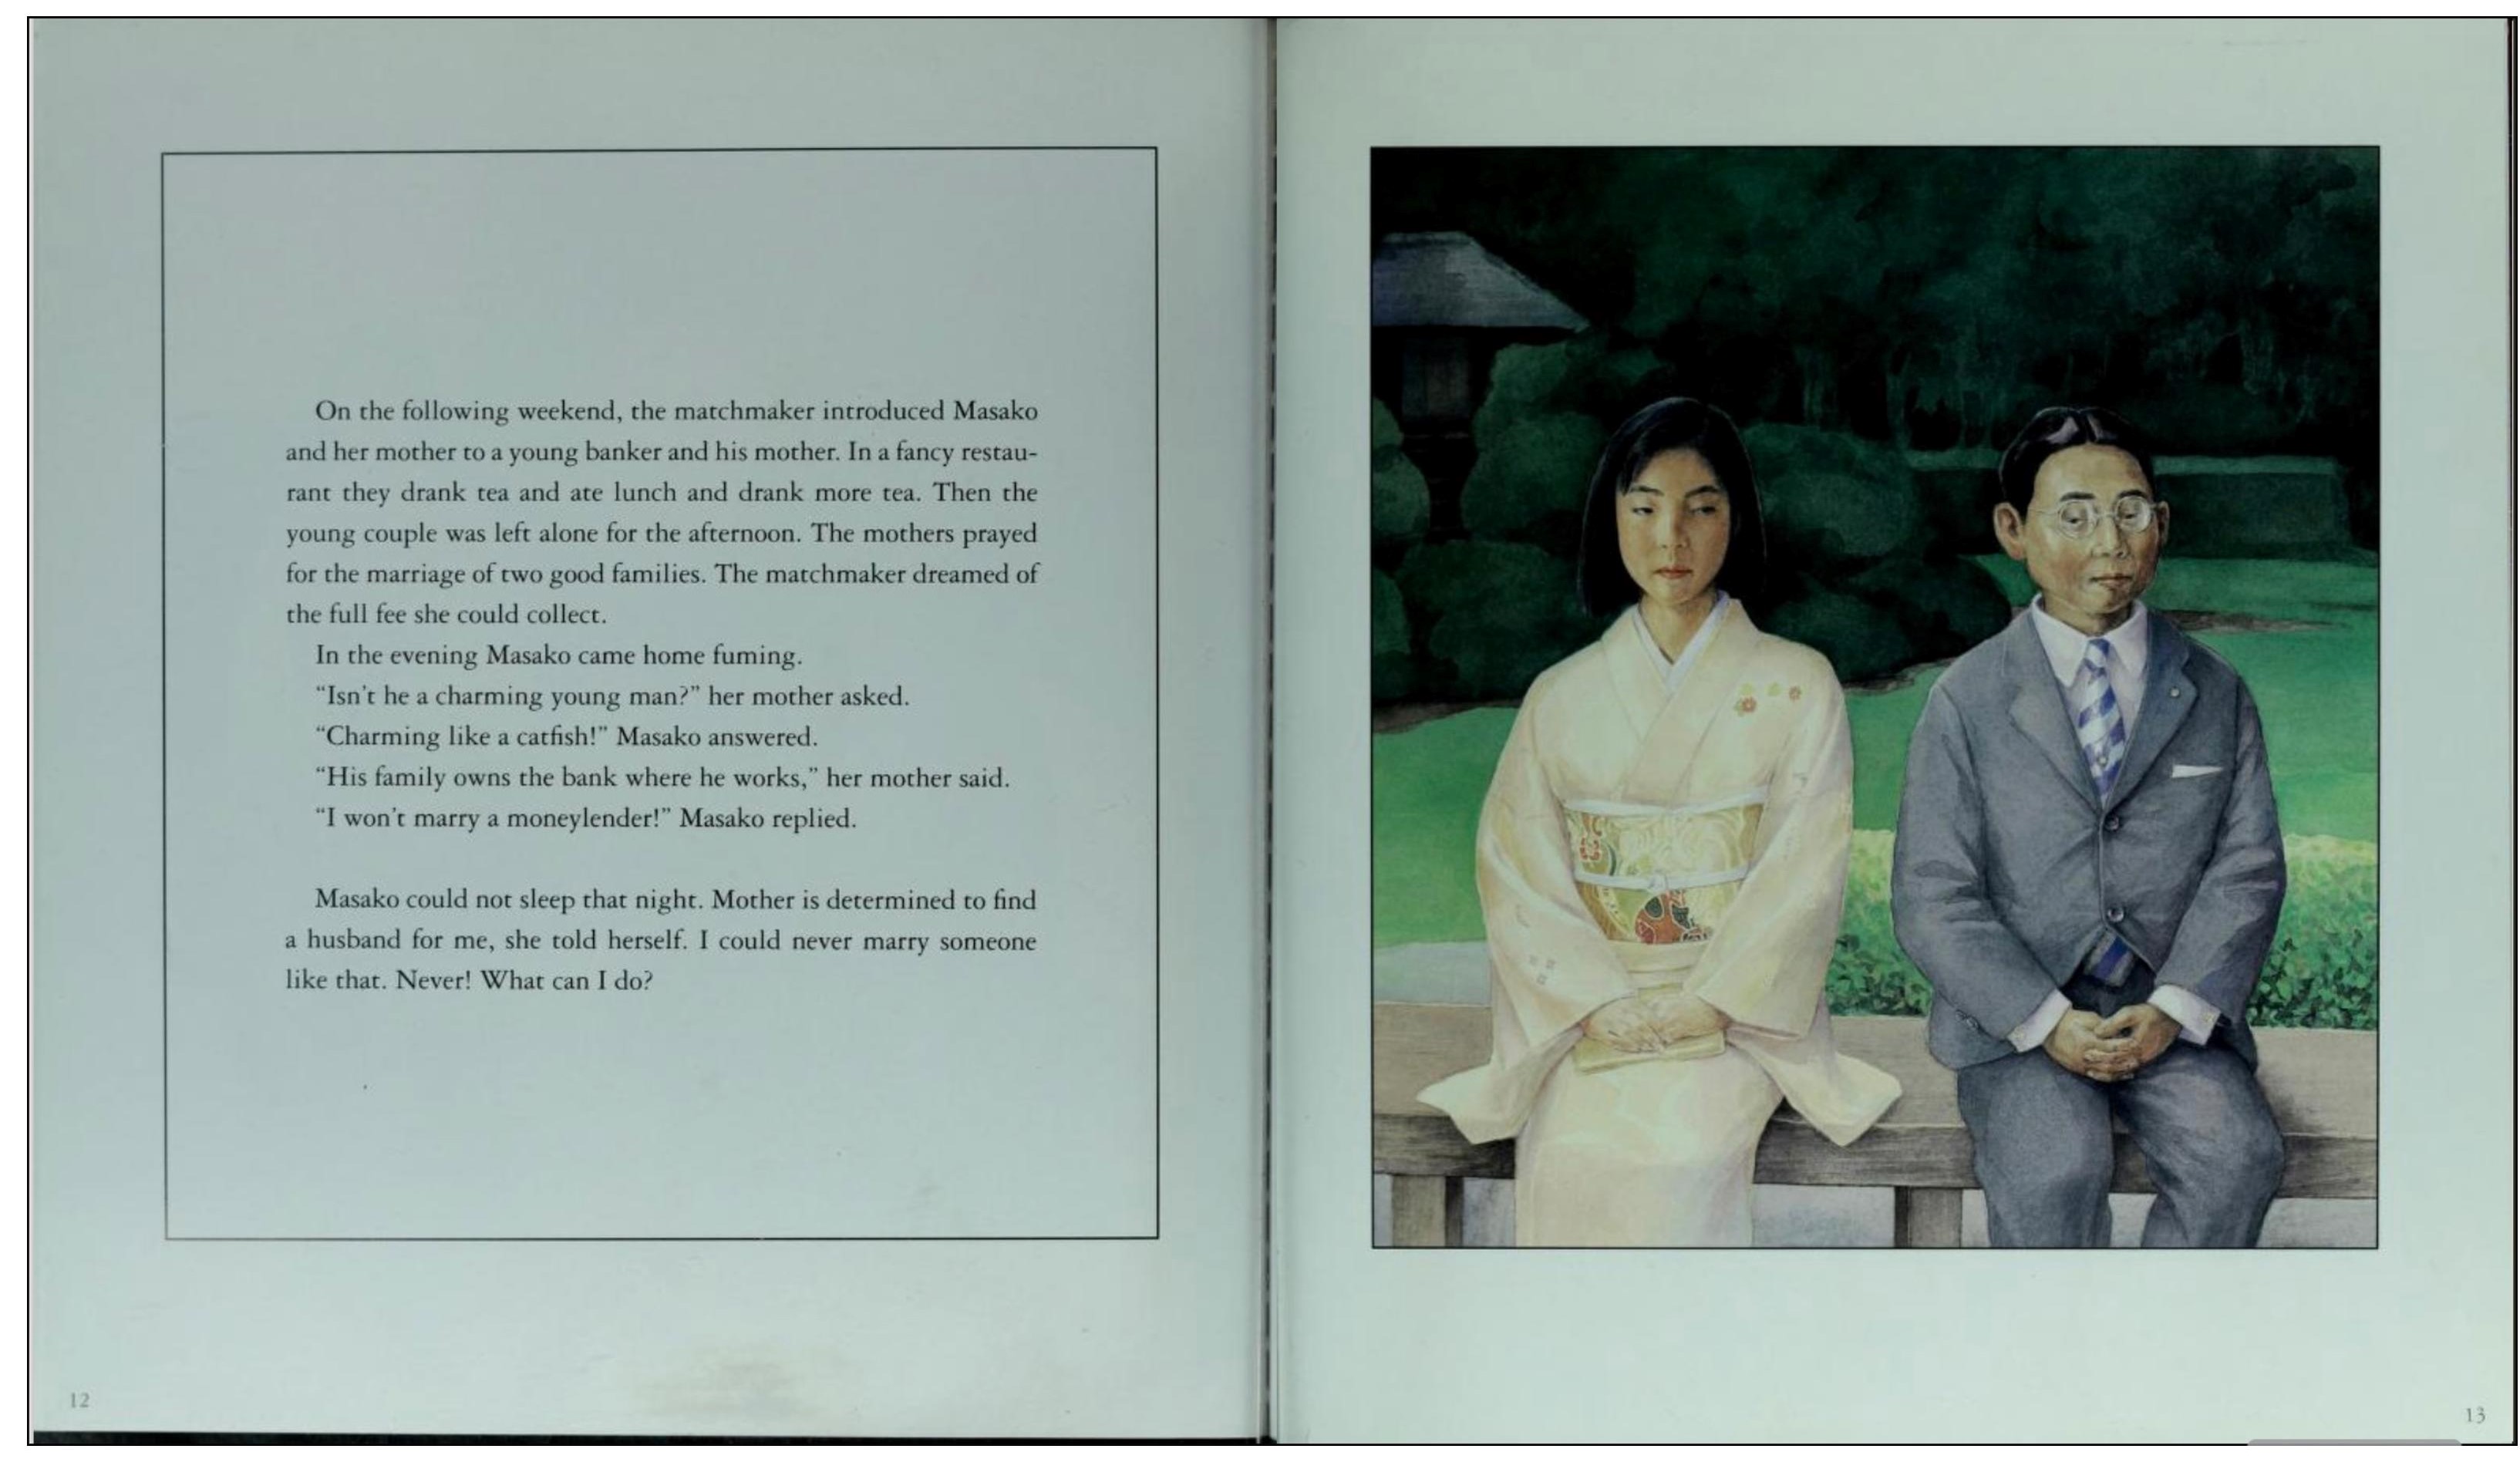 On the following weekend, the matchmaker introduced Masako
and her mother to a young banker and his mother. In a fancy restau-
rant they drank tea and ate lunch and drank more tea. Then the
young couple was left alone for the afternoon. The mothers prayed
for the marriage of two good families. The matchmaker dreamed of
the full fee she could collect.
In the evening Masako came home fuming.
“Isn't he a charming young man?” her mother asked.
“Charming like a catfish!” Masako answered.
“His family owns the bank where he works,” her mother said.
“I won't marry a moneylender!” Masako replied.
Masako could not sleep that night. Mother is determined to find
a husband for me, she told herself. I could never marry someone
like that. Never! What can I do?
12
13